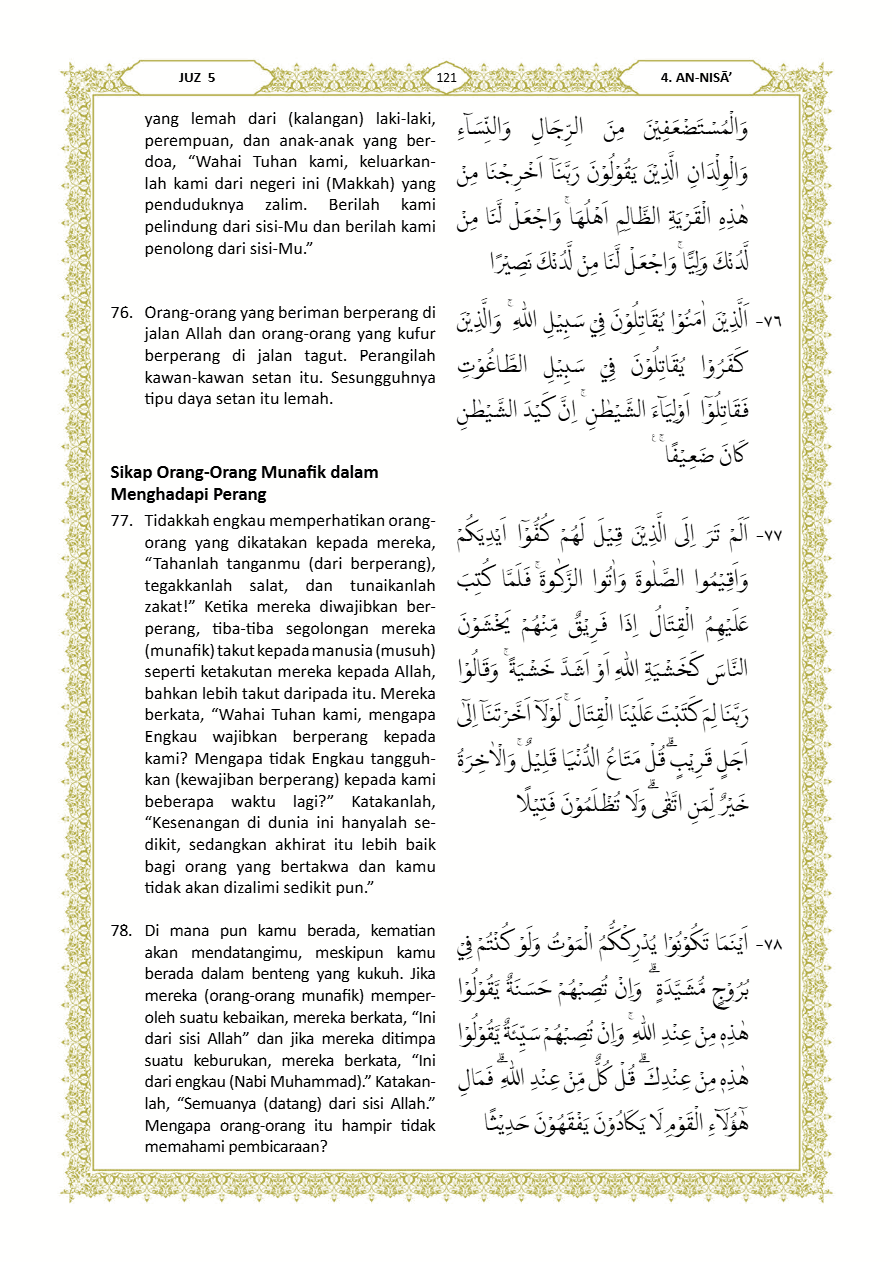 JUZ 5
121
4. AN-NISĀ’
yang lemah dari (kalangan) laki-laki,
perempuan, dan anak-anak yang ber-
doa, “Wahai Tuhan kami, keluarkan-
lah kami dari negeri ini (Makkah) yang
penduduknya zalim. Berilah kami
pelindung dari sisi-Mu dan berilah kami
penolong dari sisi-Mu.”
وَالْمُسْتَضْعَفِيْنَ مِنَ الرِّجَالِ وَالنِّسَاۤءِ
وَالْوِلْدَانِ الَّذِيْنَ يَقُوْلُوْنَ رَبَّنَآ اَخْرِجْنَا مِنْ
هٰذِهِ الْقَرْيَةِ الظَّالِمِ اَهْلُهَاۚ وَاجْعَلْ لَّنَا مِنْ
لَّدُنْكَ وَلِيًّاۚ وَاجْعَلْ لَّنَا مِنْ لَّدُنْكَ نَصِيْرًا
76. Orang-orang yang beriman berperang di
jalan Allah dan orang-orang yang kufur
berperang di jalan tagut. Perangilah
kawan-kawan setan itu. Sesungguhnya
tipu daya setan itu lemah.
٧٦- اَلَّذِيْنَ اٰمَنُوْا يُقَاتِلُوْنَ فِيْ سَبِيْلِ اللّٰهِ ۚ وَالَّذِيْنَ
كَفَرُوْا يُقَاتِلُوْنَ فِيْ سَبِيْلِ الطَّاغُوْتِ
فَقَاتِلُوْٓا اَوْلِيَاۤءَ الشَّيْطٰنِ ۚ اِنَّ كَيْدَ الشَّيْطٰنِ
كَانَ ضَعِيْفًا ۚ ࣖ
Sikap Orang-Orang Munafik dalam
Menghadapi Perang
77. Tidakkah engkau memperhatikan orang-
orang yang dikatakan kepada mereka,
“Tahanlah tanganmu (dari berperang),
tegakkanlah salat, dan tunaikanlah
zakat!” Ketika mereka diwajibkan ber-
perang, tiba-tiba segolongan mereka
(munafik) takut kepada manusia (musuh)
seperti ketakutan mereka kepada Allah,
bahkan lebih takut daripada itu. Mereka
berkata, “Wahai Tuhan kami, mengapa
Engkau wajibkan berperang kepada
kami? Mengapa tidak Engkau tangguh-
kan (kewajiban berperang) kepada kami
beberapa waktu lagi?” Katakanlah,
“Kesenangan di dunia ini hanyalah se-
dikit, sedangkan akhirat itu lebih baik
bagi orang yang bertakwa dan kamu
tidak akan dizalimi sedikit pun.”
٧٧- اَلَمْ تَرَ اِلَى الَّذِيْنَ قِيْلَ لَهُمْ كُفُّوْٓا اَيْدِيَكُمْ
وَاَقِيْمُوا الصَّلٰوةَ وَاٰتُوا الزَّكٰوةَۚ فَلَمَّا كُتِبَ
عَلَيْهِمُ الْقِتَالُ اِذَا فَرِيْقٌ مِّنْهُمْ يَخْشَوْنَ
النَّاسَ كَخَشْيَةِ اللّٰهِ اَوْ اَشَدَّ خَشْيَةً ۚ وَقَالُوْا
رَبَّنَا لِمَ كَتَبْتَ عَلَيْنَا الْقِتَالَۚ لَوْلَآ اَخَّرْتَنَآ اِلٰٓى
اَجَلٍ قَرِيْبٍۗ قُلْ مَتَاعُ الدُّنْيَا قَلِيْلٌۚ وَالْاٰخِرَةُ
خَيْرٌ لِّمَنِ اتَّقٰىۗ وَلَا تُظْلَمُوْنَ فَتِيْلًا
78. Di mana pun kamu berada, kematian
akan mendatangimu, meskipun kamu
berada dalam benteng yang kukuh. Jika
mereka (orang-orang munafik) memper-
oleh suatu kebaikan, mereka berkata, “Ini
dari sisi Allah” dan jika mereka ditimpa
suatu keburukan, mereka berkata, “Ini
dari engkau (Nabi Muhammad).” Katakan-
lah, “Semuanya (datang) dari sisi Allah.”
Mengapa orang-orang itu hampir tidak
memahami pembicaraan?
٧٨- اَيْنَمَا تَكُوْنُوْا يُدْرِكْكُّمُ الْمَوْتُ وَلَوْ كُنْتُمْ فِيْ
بُرُوْجٍ مُّشَيَّدَةٍ ۗ وَاِنْ تُصِبْهُمْ حَسَنَةٌ يَّقُوْلُوْا
هٰذِهٖ مِنْ عِنْدِ اللّٰهِ ۚ وَاِنْ تُصِبْهُمْ سَيِّئَةٌ يَّقُوْلُوْا
هٰذِهٖ مِنْ عِنْدِكَ ۗ قُلْ كُلٌّ مِّنْ عِنْدِ اللّٰهِ ۗ فَمَالِ
هٰٓؤُلَاۤءِ الْقَوْمِ لَا يَكَادُوْنَ يَفْقَهُوْنَ حَدِيْثًا